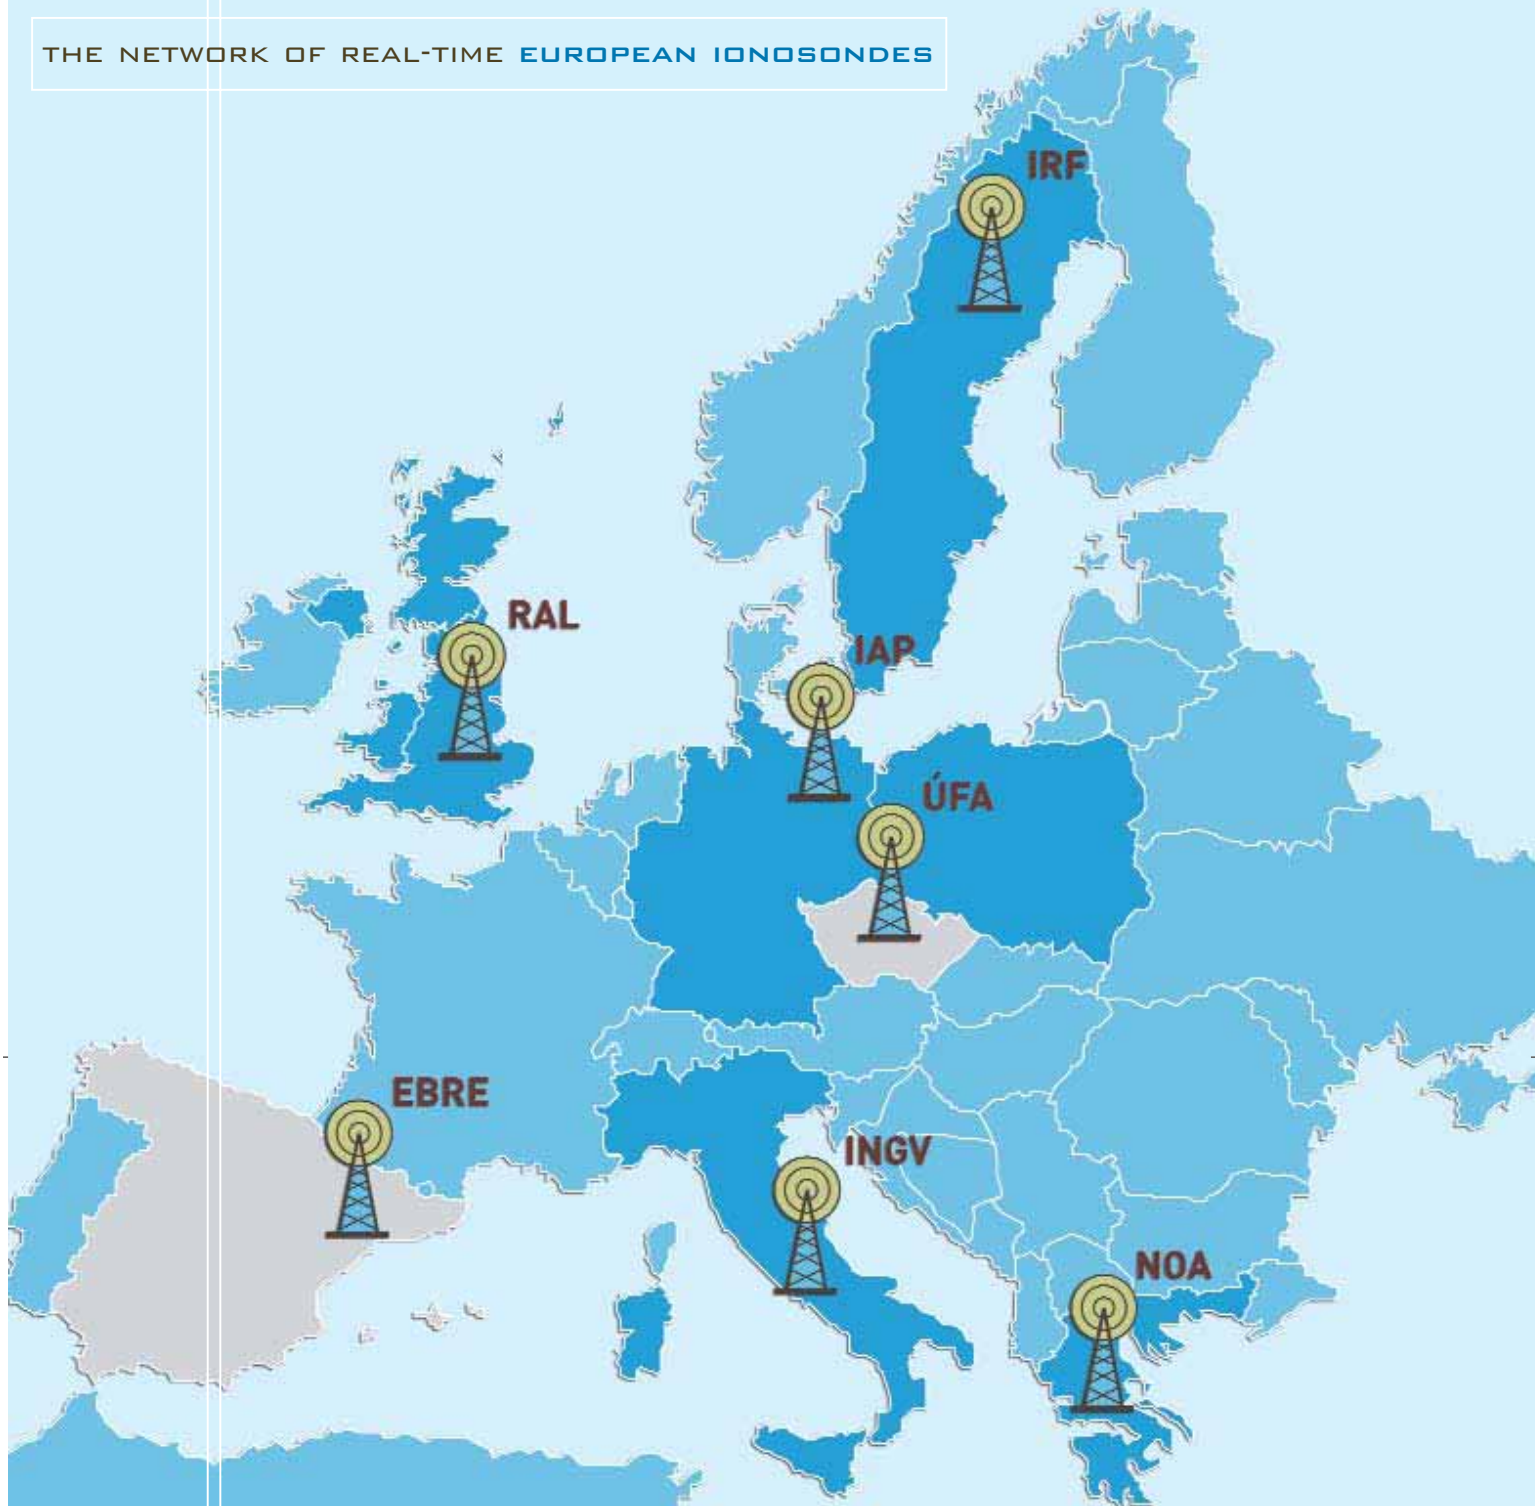 THE NETWORK OF REAL-TIME EUROPEAN IONOSONDES
IRF
RAL
IAP
ÚFA
EBRE
INGV
NOA